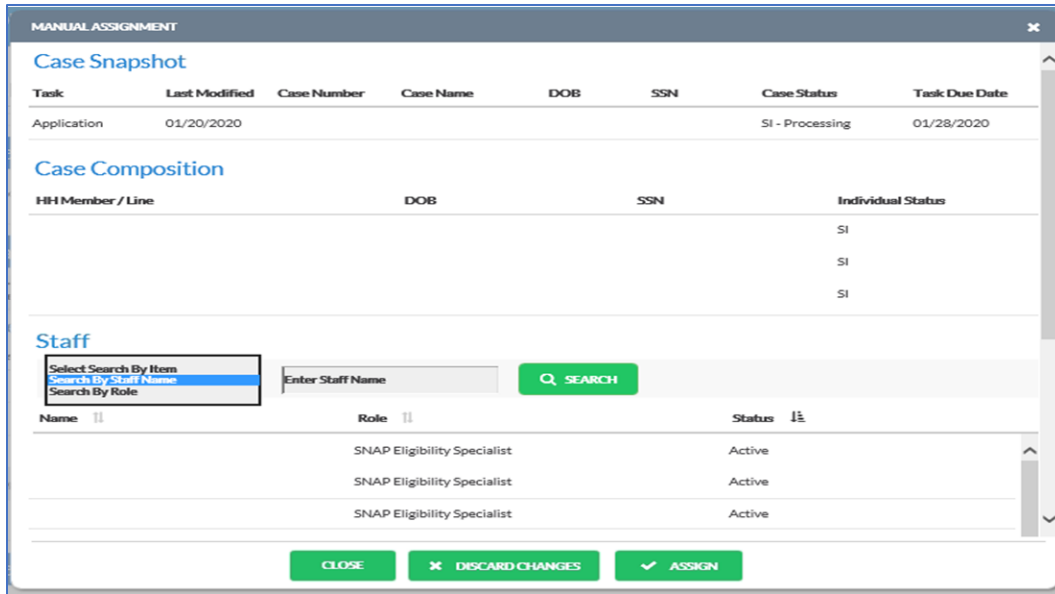 MANUAL ASSIGNMENT
Case Snapshot
Task Last Modified Case Number Case Name DOB SSN Case Status Task Due Date
Application 01/20/2020 SI - Processing 01/28/2020
Case Composition
HH Member / Line DOB SSN Individual Status
SI
SI
SI
Staff
Select Search By Item
Search By Staff Name Enter Staff Name SEARCH
Search By Role
Name Role Status
SNAP Eligibility Specialist Active
SNAP Eligibility Specialist Active
SNAP Eligibility Specialist Active
CLOSE DISCARD CHANGES ASSIGN